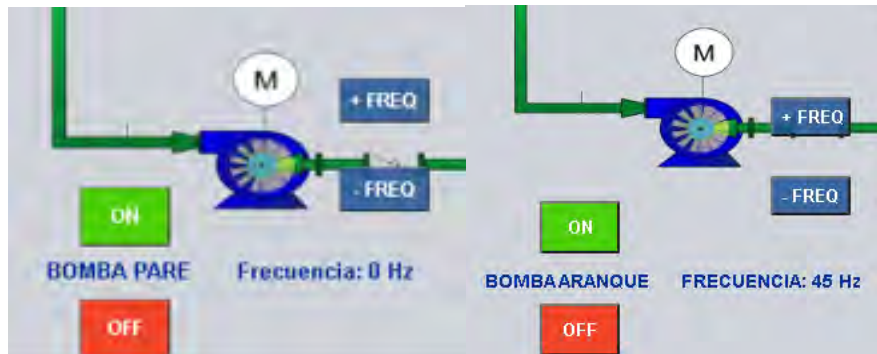 M
+ FREQ
- FREQ
ON
BOMBA PARE
Frecuencia: 0 Hz
OFF
M
+ FREQ
- FREQ
ON
BOMBA ARANQUE
FRECUENCIA: 45 Hz
OFF